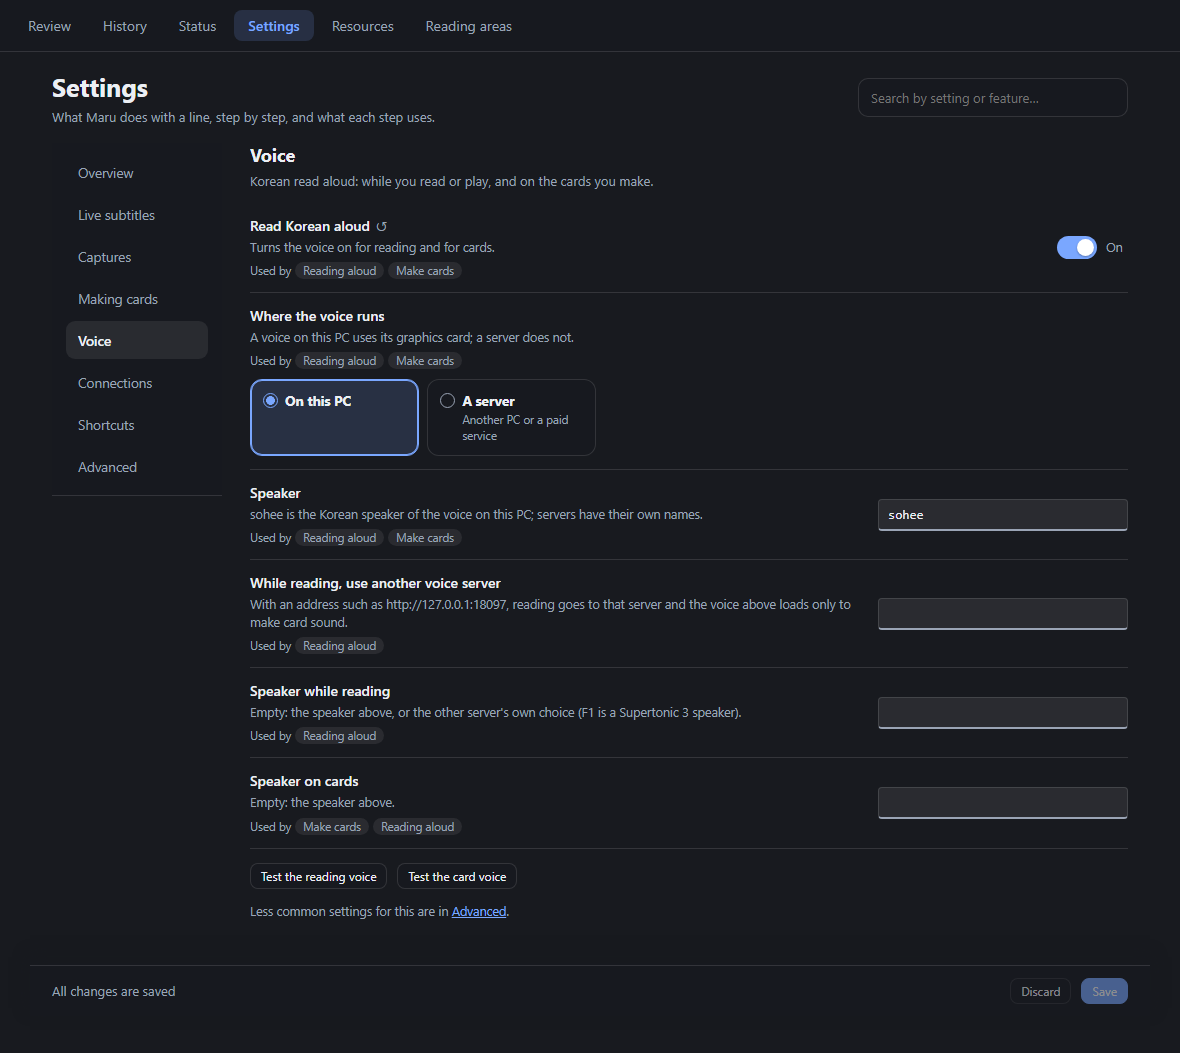 Review
History
Status
Settings
Resources
Reading areas
Settings
What Maru does with a line, step by step, and what each step uses.
Search by setting or feature...
Overview
Live subtitles
Captures
Making cards
Voice
Connections
Shortcuts
Advanced
Voice
Korean read aloud: while you read or play, and on the cards you make.
Read Korean aloud ↺
Turns the voice on for reading and for cards.
Used by Reading aloud Make cards
On
Where the voice runs
A voice on this PC uses its graphics card; a server does not.
Used by Reading aloud Make cards
On this PC
A server
Another PC or a paid
service
Speaker
sohee is the Korean speaker of the voice on this PC; servers have their own names.
Used by Reading aloud Make cards
sohee
While reading, use another voice server
With an address such as http://127.0.0.1:18097, reading goes to that server and the voice above loads only to
make card sound.
Used by Reading aloud
Speaker while reading
Empty: the speaker above, or the other server's own choice (F1 is a Supertonic 3 speaker).
Used by Reading aloud
Speaker on cards
Empty: the speaker above.
Used by Make cards Reading aloud
Test the reading voice
Test the card voice
Less common settings for this are in Advanced.
All changes are saved
Discard
Save